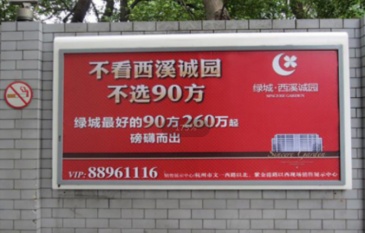 不看西溪诚园
不选90方
绿城最好的90方260万起
磅礴而出
绿城·西溪诚园
VIP: 88961116